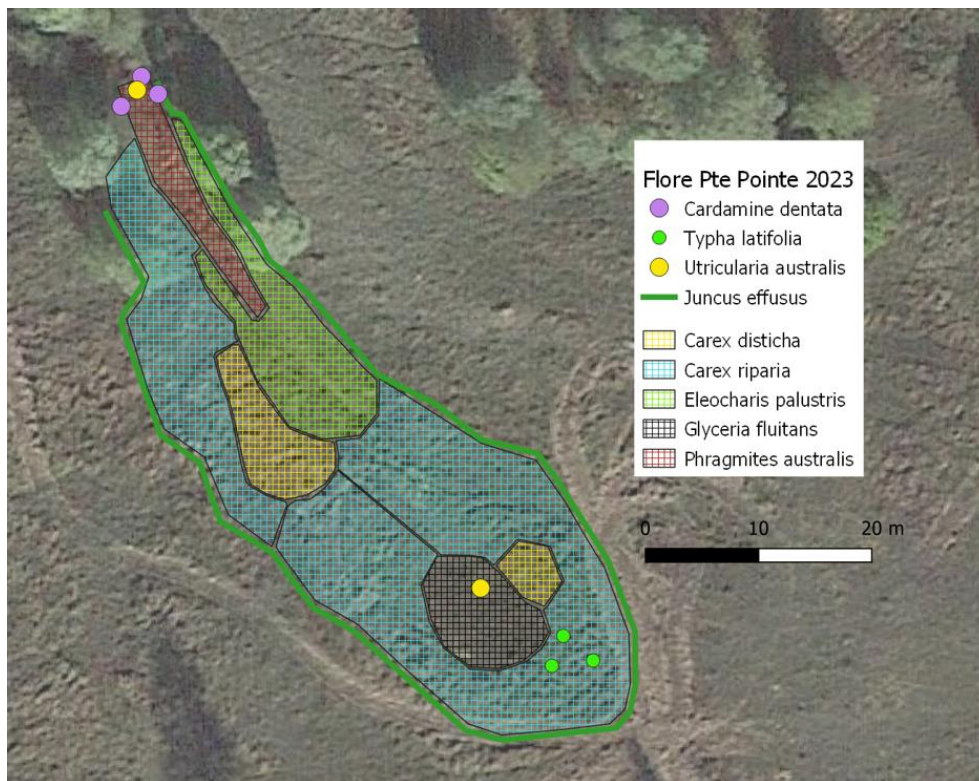 Flore Pte Pointe 2023
Cardamine dentata
Typha latifolia
Utricularia australis
Juncus effusus
Carex disticha
Carex riparia
Eleocharis palustris
Glyceria fluitans
Phragmites australis
0 10 20 m